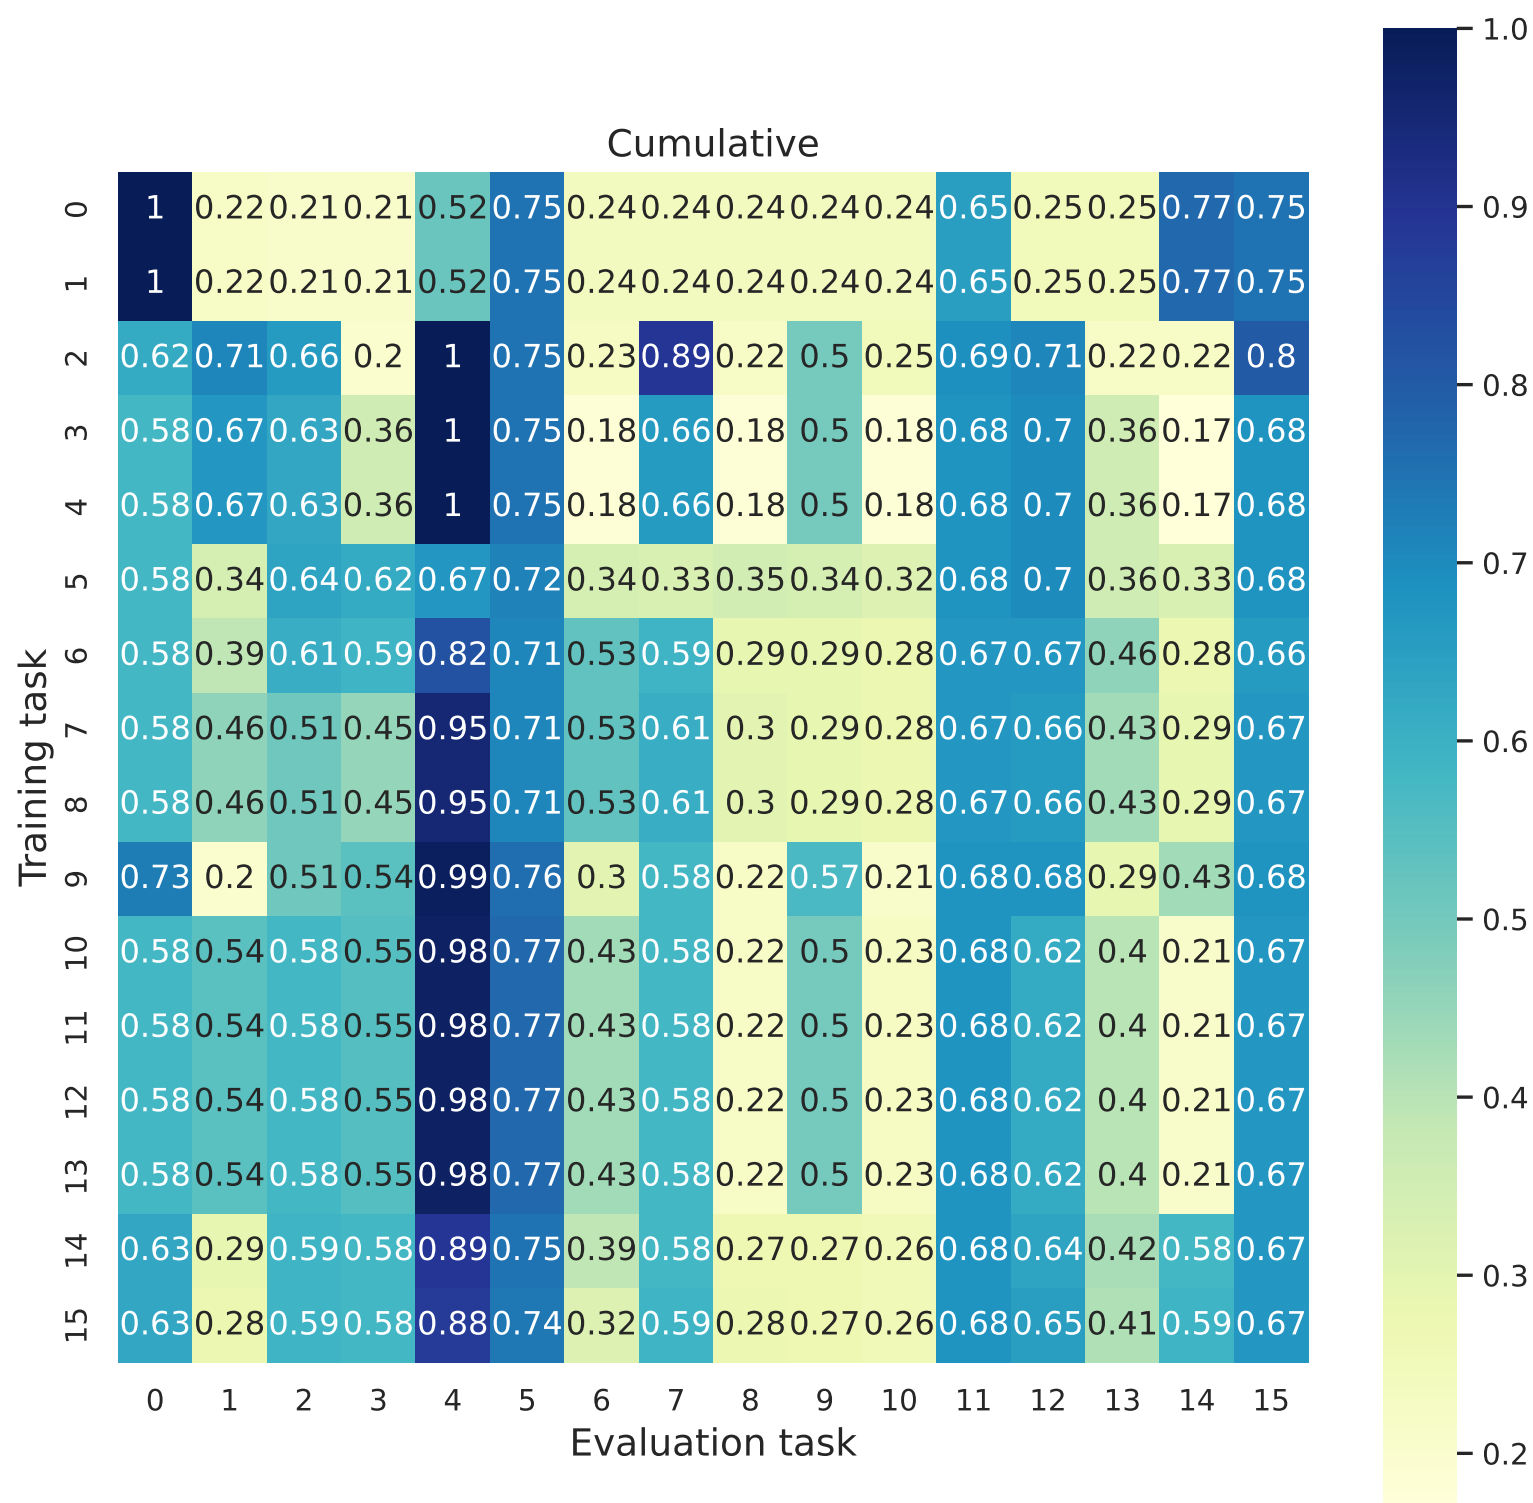 Cumulative
0 1 0.22 0.21 0.21 0.52 0.75 0.24 0.24 0.24 0.24 0.24 0.65 0.25 0.25 0.77 0.75
1 1 0.22 0.21 0.21 0.52 0.75 0.24 0.24 0.24 0.24 0.24 0.65 0.25 0.25 0.77 0.75
2 0.62 0.71 0.66 0.2 1 0.75 0.23 0.89 0.22 0.5 0.25 0.69 0.71 0.22 0.22 0.8
3 0.58 0.67 0.63 0.36 1 0.75 0.18 0.66 0.18 0.5 0.18 0.68 0.7 0.36 0.17 0.68
4 0.58 0.67 0.63 0.36 1 0.75 0.18 0.66 0.18 0.5 0.18 0.68 0.7 0.36 0.17 0.68
5 0.58 0.34 0.64 0.62 0.67 0.72 0.34 0.33 0.35 0.34 0.32 0.68 0.7 0.36 0.33 0.68
6 0.58 0.39 0.61 0.59 0.82 0.71 0.53 0.59 0.29 0.29 0.28 0.67 0.67 0.46 0.28 0.66
7 0.58 0.46 0.51 0.45 0.95 0.71 0.53 0.61 0.3 0.29 0.28 0.67 0.66 0.43 0.29 0.67
8 0.58 0.46 0.51 0.45 0.95 0.71 0.53 0.61 0.3 0.29 0.28 0.67 0.66 0.43 0.29 0.67
9 0.73 0.2 0.51 0.54 0.99 0.76 0.3 0.58 0.22 0.57 0.21 0.68 0.68 0.29 0.43 0.68
10 0.58 0.54 0.58 0.55 0.98 0.77 0.43 0.58 0.22 0.5 0.23 0.68 0.62 0.4 0.21 0.67
11 0.58 0.54 0.58 0.55 0.98 0.77 0.43 0.58 0.22 0.5 0.23 0.68 0.62 0.4 0.21 0.67
12 0.58 0.54 0.58 0.55 0.98 0.77 0.43 0.58 0.22 0.5 0.23 0.68 0.62 0.4 0.21 0.67
13 0.58 0.54 0.58 0.55 0.98 0.77 0.43 0.58 0.22 0.5 0.23 0.68 0.62 0.4 0.21 0.67
14 0.63 0.29 0.59 0.58 0.89 0.75 0.39 0.58 0.27 0.27 0.26 0.68 0.64 0.42 0.58 0.67
15 0.63 0.28 0.59 0.58 0.88 0.74 0.32 0.59 0.28 0.27 0.26 0.68 0.65 0.41 0.59 0.67
0 1 2 3 4 5 6 7 8 9 10 11 12 13 14 15
Evaluation task
Training task
1.0
0.9
0.8
0.7
0.6
0.5
0.4
0.3
0.2